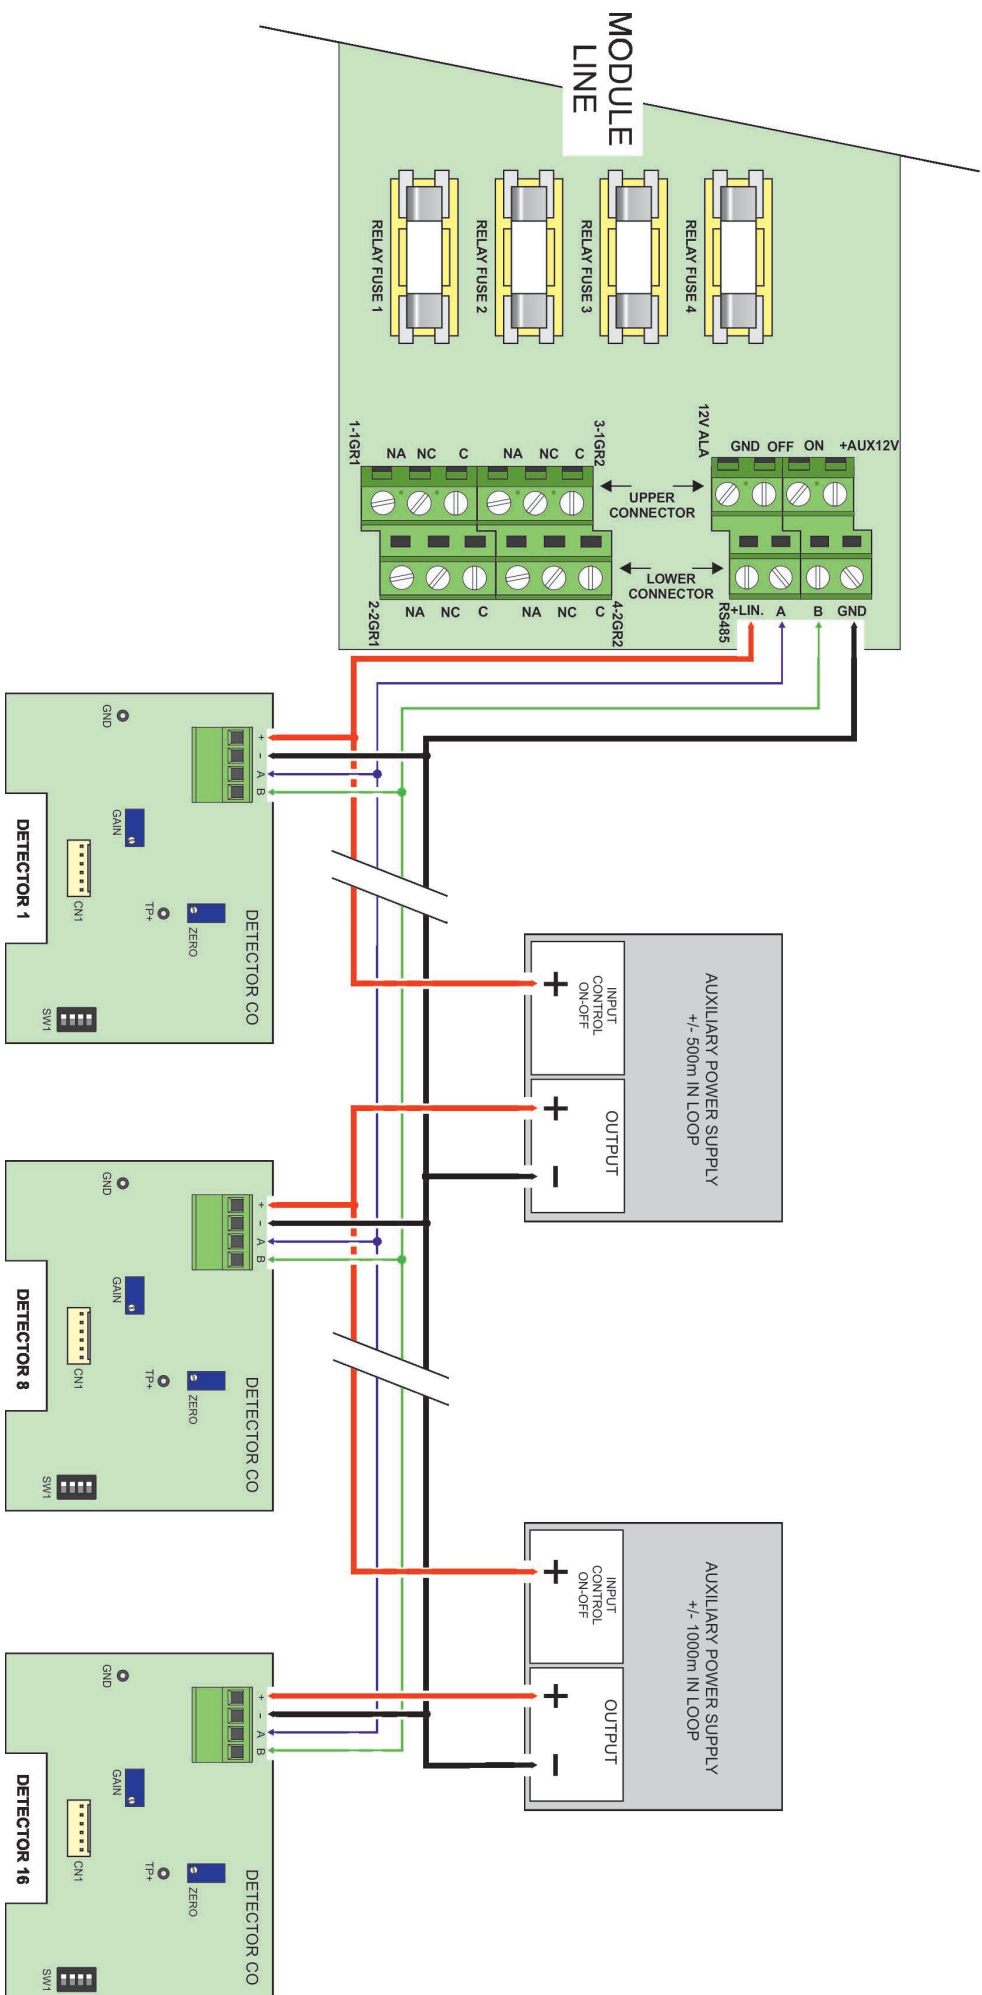 MODULE
LINE
RELAY FUSE 1
RELAY FUSE 2
RELAY FUSE 3
RELAY FUSE 4
1-1GR1
NA NC C
NA NC C
3-1GR2
12V ALA
GND OFF ON +AUX12V
UPPER
CONNECTOR
LOWER
CONNECTOR
2-2GR1
NA NC C
NA NC C
4-2GR2
RS485
+LIN. A B GND
GND
+
-
A
B
GAIN
CN1
TP+
ZERO
SW1
DETECTOR CO
DETECTOR 1
AUXILIARY POWER SUPPLY
+/- 500m IN LOOP
INPUT
CONTROL
ON-OFF
+
OUTPUT
+
-
GND
+
-
A
B
GAIN
CN1
TP+
ZERO
SW1
DETECTOR CO
DETECTOR 8
AUXILIARY POWER SUPPLY
+/- 1000m IN LOOP
INPUT
CONTROL
ON-OFF
+
OUTPUT
+
-
GND
+
-
A
B
GAIN
CN1
TP+
ZERO
SW1
DETECTOR CO
DETECTOR 16